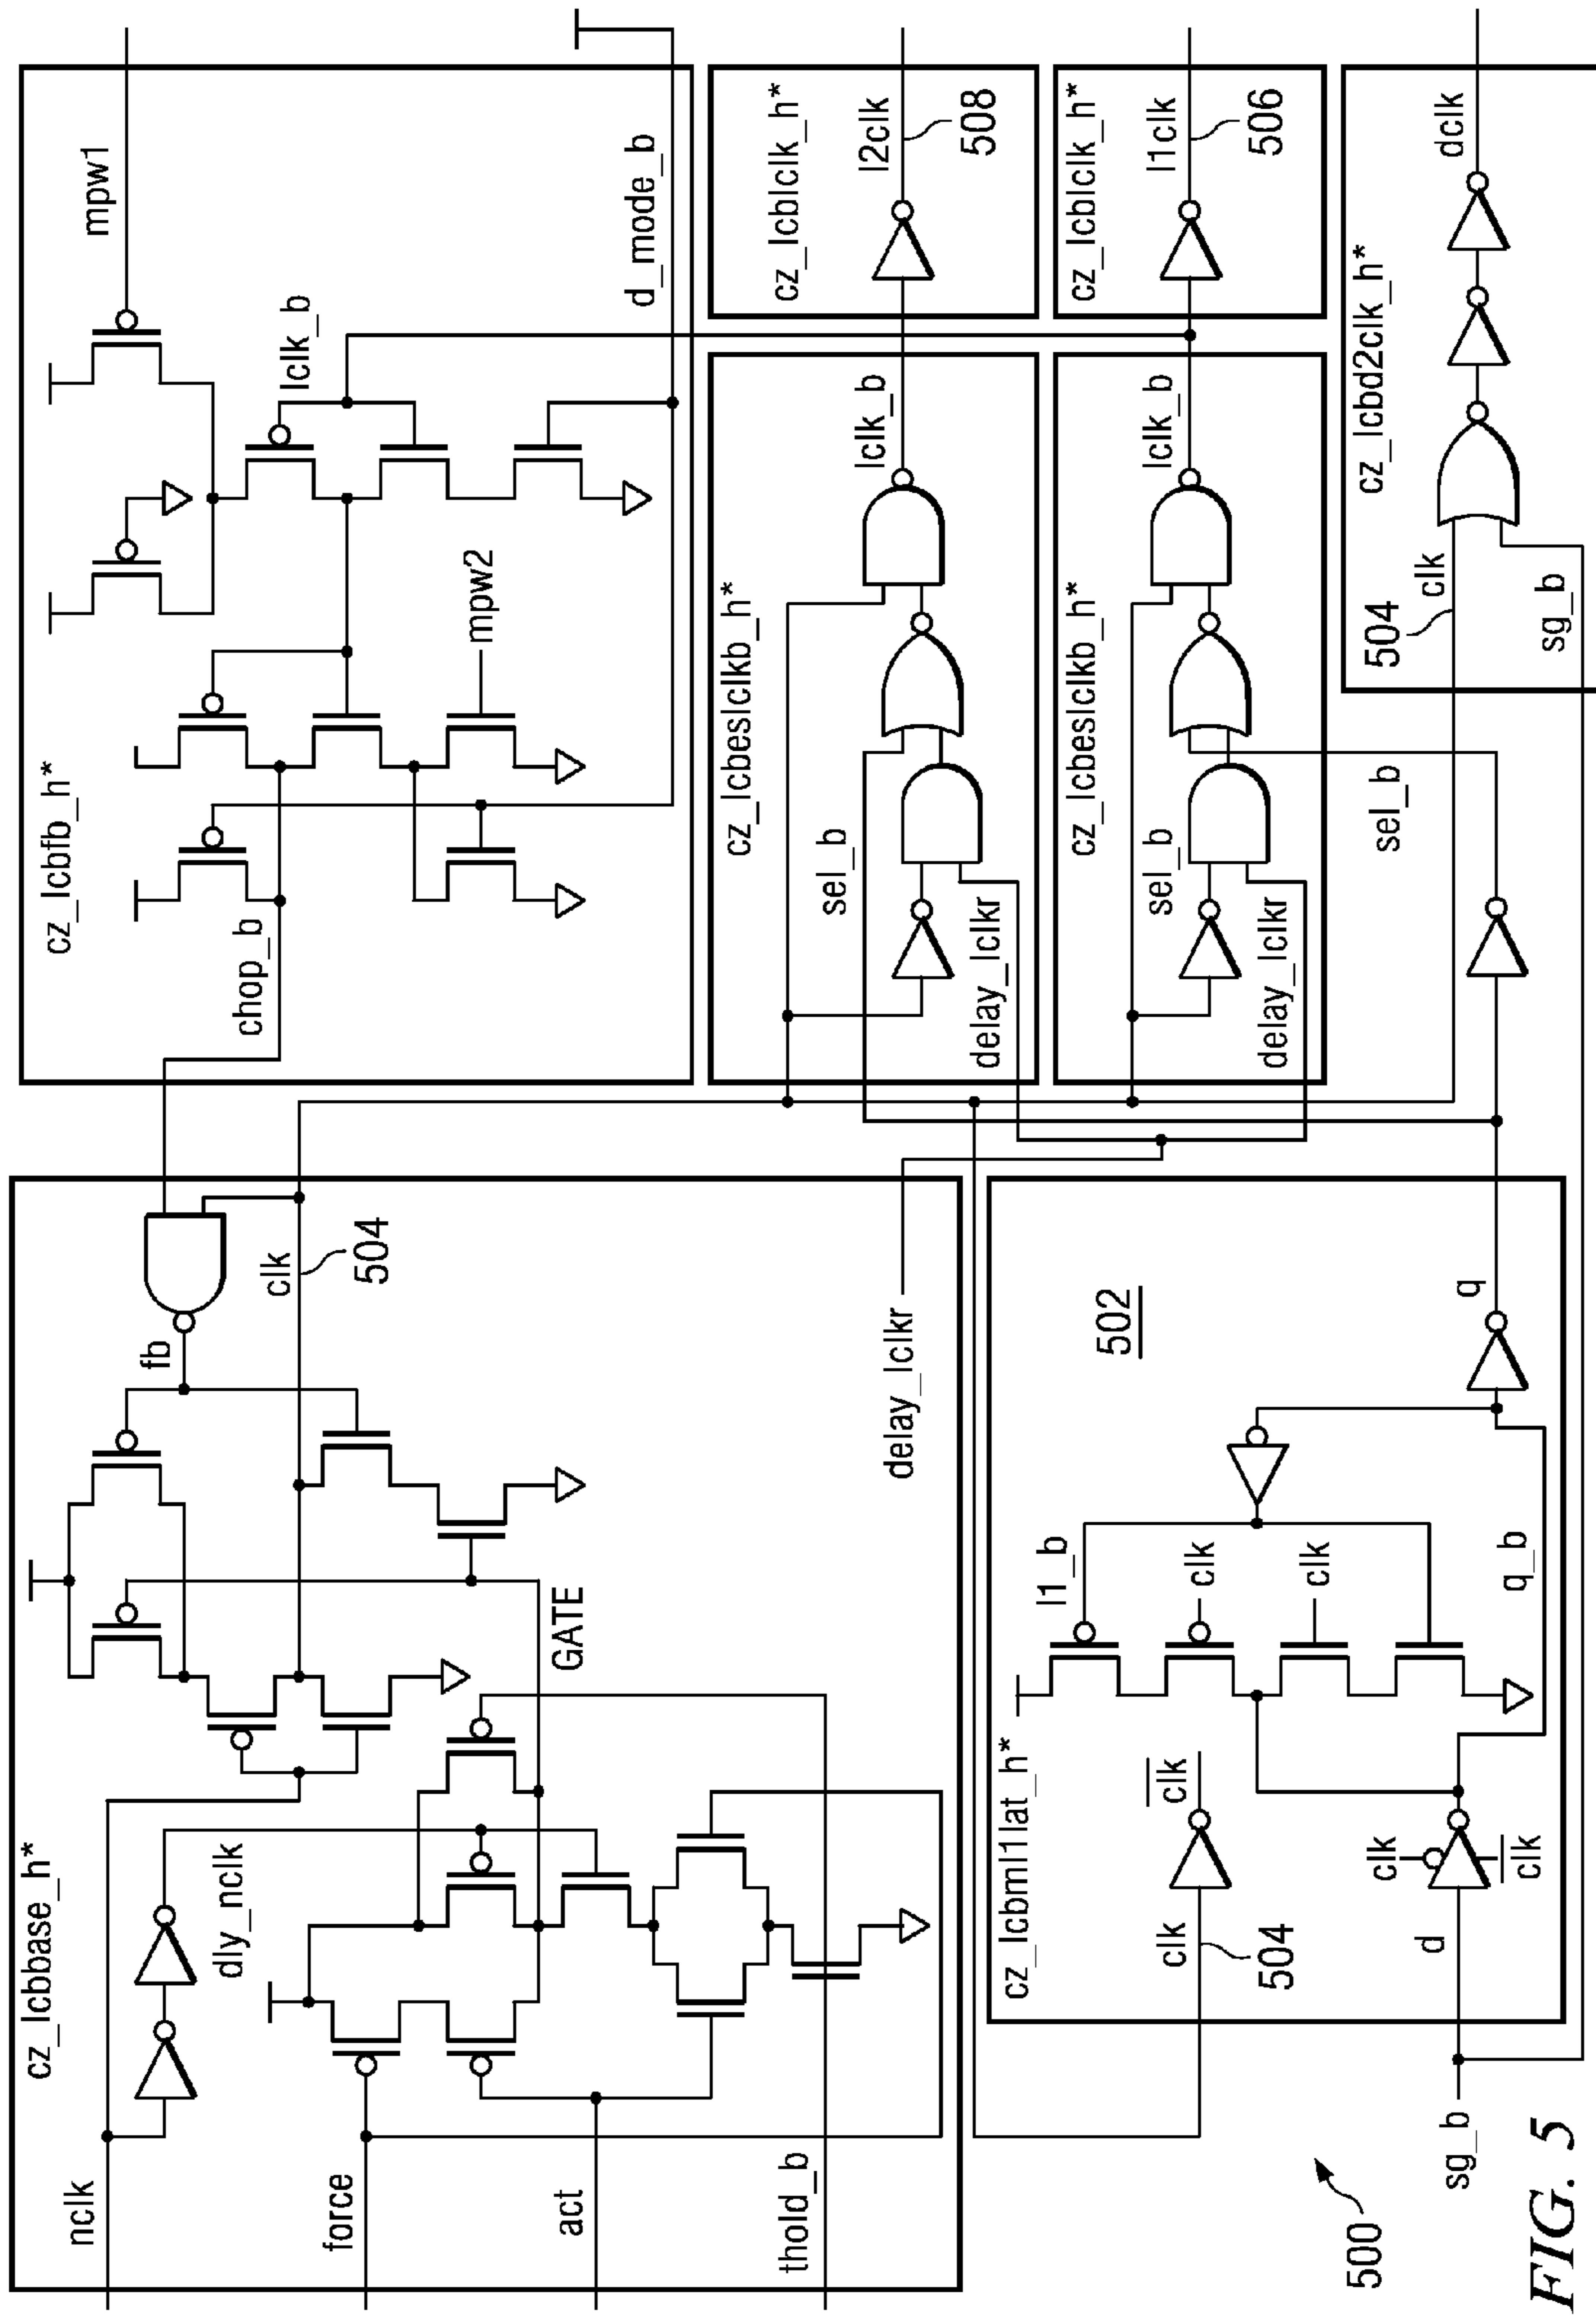 cz_lcbbase_h*
nclk
dly_nclk
force
act
thold_b
GATE
fb
clk
504
delay_lclkr
cz_lcbfb_h*
chop_b
mpw2
mpw1
lclk_b
d_mode_b
cz_lcbeslclkb_h*
sel_b
delay_lclkr
lclk_b
cz_lcblclk_h*
l2clk
508
cz_lcbeslclkb_h*
sel_b
delay_lclkr
lclk_b
cz_lcblclk_h*
l1clk
506
cz_lcbd2clk_h*
504
clk
sg_b
dclk
sel_b
cz_lcbml1lat_h*
502
clk
504
clk
l1_b
clk
clk
clk
clk
d
q_b
q
sg_b
500
FIG. 5